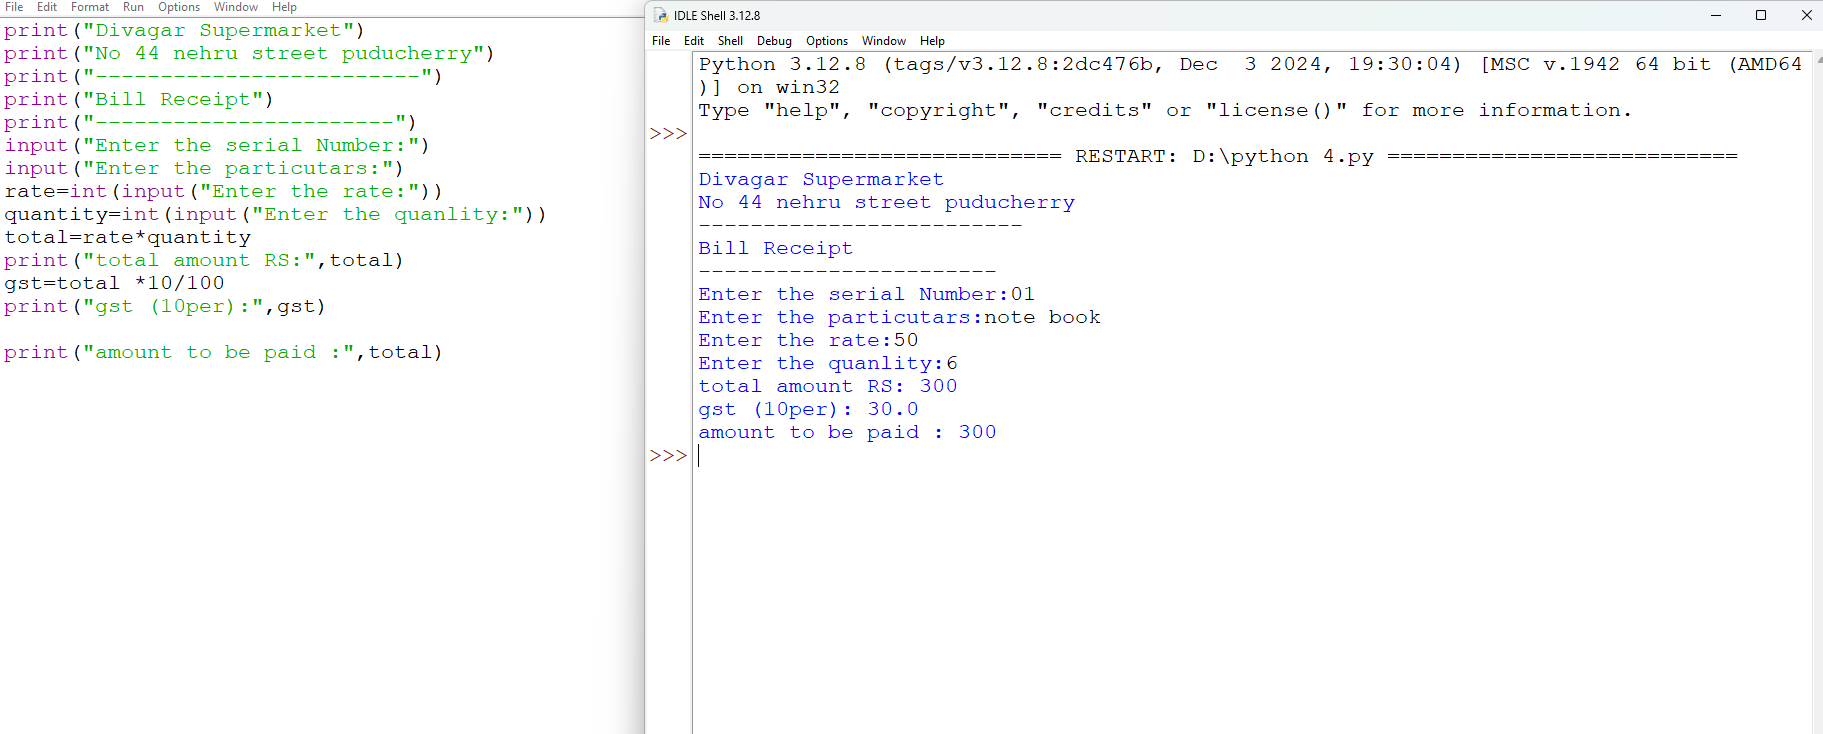 File Edit Format Run Options Window Help
print("Divagar Supermarket")
print("No 44 nehru street puducherry")
print("-------------------------")
print("Bill Receipt")
print("-----------------------")
input("Enter the serial Number:")
input("Enter the particutars:")
rate=int(input("Enter the rate:"))
quantity=int(input("Enter the quanlity:"))
total=rate*quantity
print("total amount RS:",total)
gst=total *10/100
print("gst (10per):",gst)
print("amount to be paid :",total)
IDLE Shell 3.12.8
File Edit Shell Debug Options Window Help
Python 3.12.8 (tags/v3.12.8:2dc476b, Dec  3 2024, 19:30:04) [MSC v.1942 64 bit (AMD64
)] on win32
Type "help", "copyright", "credits" or "license()" for more information.
>>>
============================ RESTART: D:\python 4.py ===========================
Divagar Supermarket
No 44 nehru street puducherry
-------------------------
Bill Receipt
-----------------------
Enter the serial Number:01
Enter the particutars:note book
Enter the rate:50
Enter the quanlity:6
total amount RS: 300
gst (10per): 30.0
amount to be paid : 300
>>>